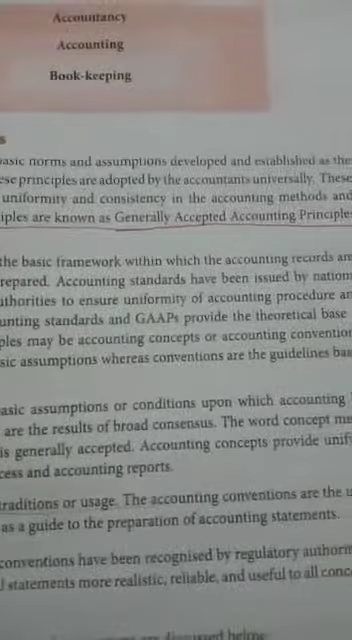 Accountancy
Accounting
Book-keeping
s
basic norms and assumptions developed and established as the
ese principles are adopted by the accountants universally. These
uniformity and consistency in the accounting methods and
iples are known as Generally Accepted Accounting Principles
the basic framework within which the accounting records are
repared. Accounting standards have been issued by nation
uthorities to ensure uniformity of accounting procedure an
unting standards and GAAPs provide the theoretical base
ples may be accounting concepts or accounting convention
sic assumptions whereas conventions are the guidelines bas
asic assumptions or conditions upon which accounting
are the results of broad consensus. The word concept me
is generally accepted. Accounting concepts provide unify
cess and accounting reports.
traditions or usage. The accounting conventions are the u
as a guide to the preparation of accounting statements.
conventions have been recognised by regulatory authorit
l statements more realistic, reliable, and useful to all conc
are discussed below